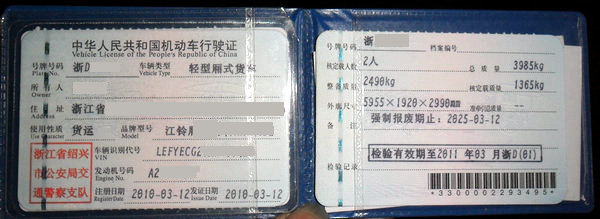 中华人民共和国机动车行驶证
Vehicle License of the People's Republic of China
号牌号码 浙D 车辆类型 轻型厢式货
Plate No. Vehicle Type
所有人
Owner
住址 浙江省
Address
使用性质 货运 品牌型号 江铃
Use Character Model
浙江省绍兴
市公安局交
通警察支队
车辆识别代号 LEFYECG2
VIN
发动机号码 A2
Engine No.
注册日期 2010-03-12 发证日期 2010-03-12
Register Date Issue Date
号牌号码 浙 档案编号
核定载人数 2人 总质量 3985kg
整备质量 2490kg 核定载质量 1365kg
外廓尺寸 5955×1920×2990 准牵引总质量
备注 强制报废期止:2025-03-12
检验有效期至2011年03月浙D(01)
检验记录
*3300002293495*